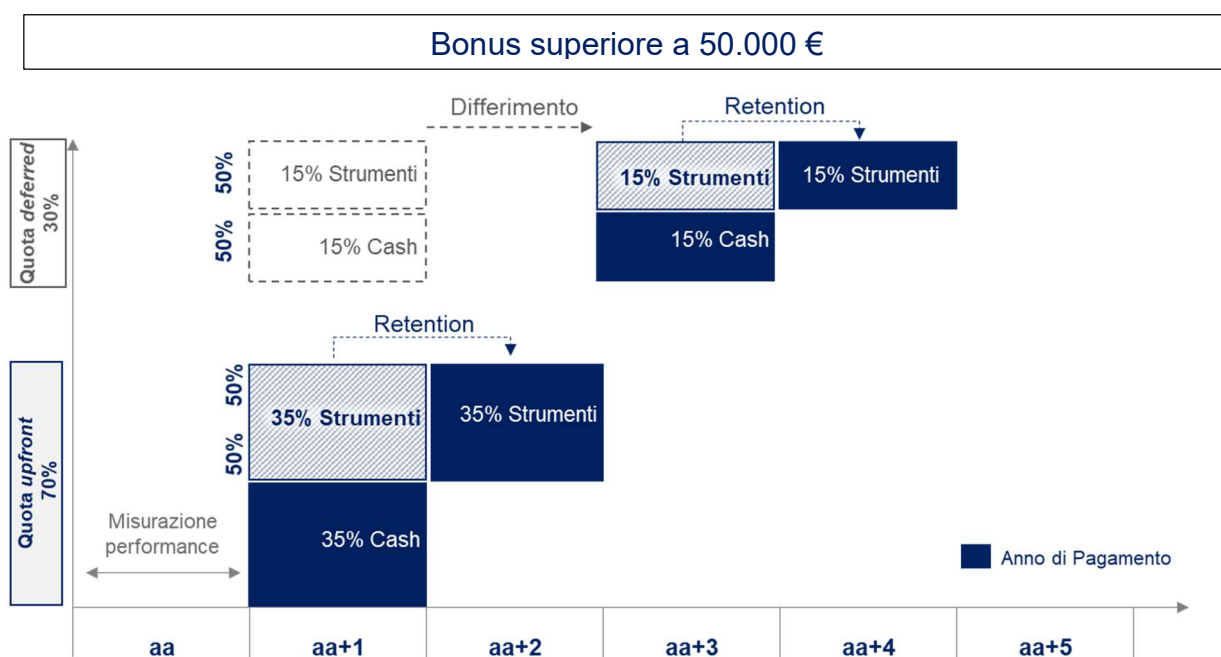 Bonus superiore a 50.000 €
Differimento
Retention
Quota deferred
30%
50%
50%
15% Strumenti
15% Cash
15% Strumenti
15% Cash
15% Strumenti
Retention
Quota upfront
70%
50%
50%
35% Strumenti
35% Strumenti
Misurazione
performance
35% Cash
Anno di Pagamento
aa
aa+1
aa+2
aa+3
aa+4
aa+5